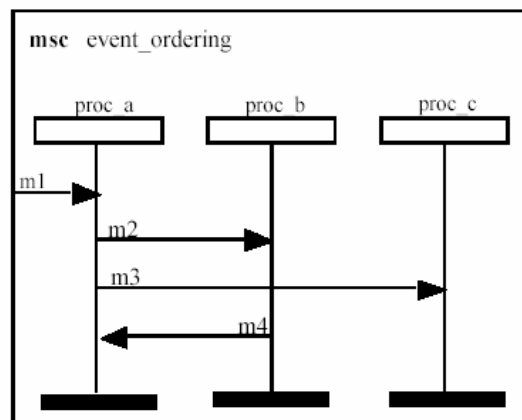 msc event_ordering
proc_a proc_b proc_c
m1
m2
m3
m4